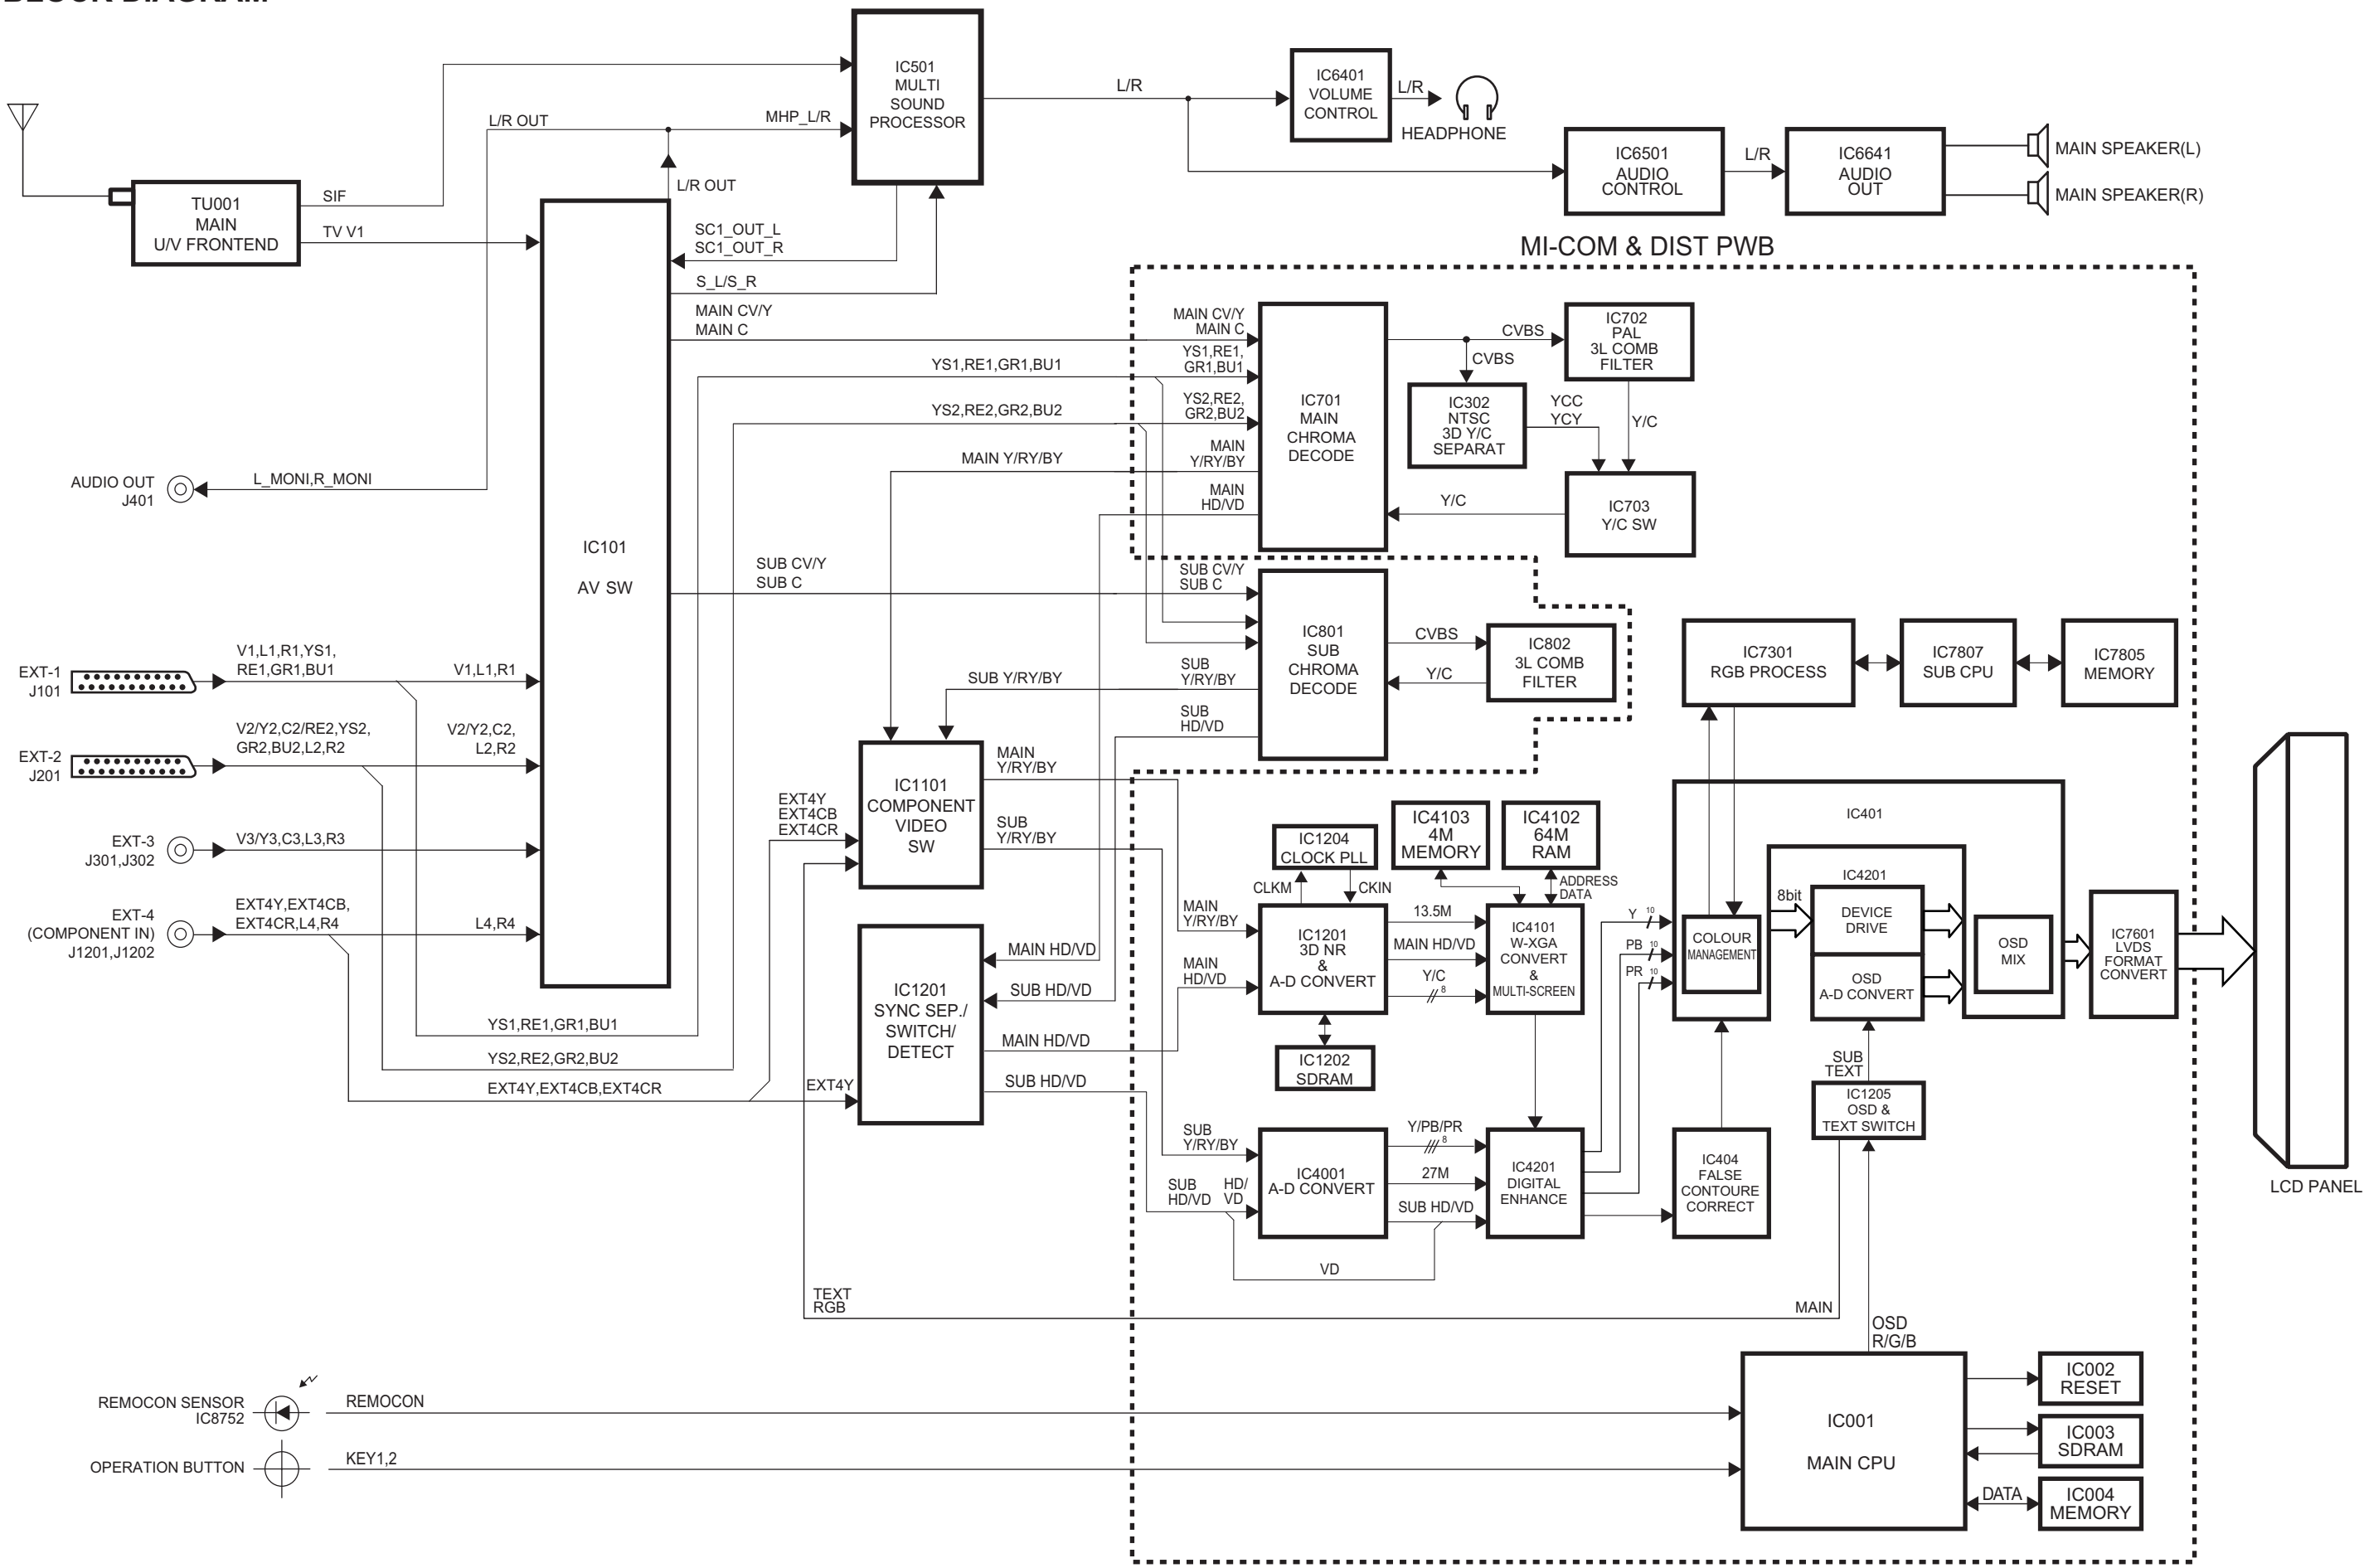 BLOCK DIAGRAM
IC501
MULTI
SOUND
PROCESSOR
L/R
IC6401
VOLUME
CONTROL
L/R
HEADPHONE
L/R OUT
MHP_L/R
L/R OUT
IC6501
AUDIO
CONTROL
L/R
IC6641
AUDIO
OUT
MAIN SPEAKER(L)
MAIN SPEAKER(R)
TU001
MAIN
U/V FRONTEND
SIF
TV V1
SC1_OUT_L
SC1_OUT_R
S_L/S_R
MAIN CV/Y
MAIN C
MI-COM & DIST PWB
MAIN CV/Y
MAIN C
YS1,RE1,
GR1,BU1
YS2,RE2,
GR2,BU2
MAIN
Y/RY/BY
MAIN
HD/VD
YS1,RE1,GR1,BU1
YS2,RE2,GR2,BU2
MAIN Y/RY/BY
IC701
MAIN
CHROMA
DECODE
CVBS
CVBS
IC702
PAL
3L COMB
FILTER
IC302
NTSC
3D Y/C
SEPARAT
YCC
YCY
Y/C
Y/C
IC703
Y/C SW
AUDIO OUT
J401
L_MONI,R_MONI
IC101
AV SW
SUB CV/Y
SUB C
SUB CV/Y
SUB C
SUB
Y/RY/BY
SUB
HD/VD
SUB Y/RY/BY
IC801
SUB
CHROMA
DECODE
CVBS
Y/C
IC802
3L COMB
FILTER
IC7301
RGB PROCESS
IC7807
SUB CPU
IC7805
MEMORY
EXT-1
J101
V1,L1,R1,YS1,
RE1,GR1,BU1
V1,L1,R1
EXT-2
J201
V2/Y2,C2/RE2,YS2,
GR2,BU2,L2,R2
V2/Y2,C2,
L2,R2
EXT-3
J301,J302
V3/Y3,C3,L3,R3
EXT-4
(COMPONENT IN)
J1201,J1202
EXT4Y,EXT4CB,
EXT4CR,L4,R4
L4,R4
EXT4Y
EXT4CB
EXT4CR
IC1101
COMPONENT
VIDEO
SW
MAIN
Y/RY/BY
SUB
Y/RY/BY
IC1201
SYNC SEP./
SWITCH/
DETECT
MAIN HD/VD
SUB HD/VD
MAIN HD/VD
SUB HD/VD
YS1,RE1,GR1,BU1
YS2,RE2,GR2,BU2
EXT4Y,EXT4CB,EXT4CR
EXT4Y
IC1204
CLOCK PLL
CLKM
CKIN
IC4103
4M
MEMORY
IC4102
64M
RAM
ADDRESS
DATA
MAIN
Y/RY/BY
MAIN
HD/VD
IC1201
3D NR
&
A-D CONVERT
13.5M
MAIN HD/VD
Y/C
8
IC4101
W-XGA
CONVERT
&
MULTI-SCREEN
IC1202
SDRAM
Y
10
PB
10
PR
10
COLOUR
MANAGEMENT
IC401
8bit
IC4201
DEVICE
DRIVE
OSD
A-D CONVERT
OSD
MIX
IC7601
LVDS
FORMAT
CONVERT
LCD PANEL
SUB
TEXT
IC1205
OSD &
TEXT SWITCH
SUB
Y/RY/BY
SUB
HD/VD
HD/
VD
IC4001
A-D CONVERT
Y/PB/PR
8
27M
SUB HD/VD
VD
IC4201
DIGITAL
ENHANCE
IC404
FALSE
CONTOURE
CORRECT
TEXT
RGB
MAIN
OSD
R/G/B
REMOCON SENSOR
IC8752
REMOCON
OPERATION BUTTON
KEY1,2
IC001
MAIN CPU
IC002
RESET
IC003
SDRAM
DATA
IC004
MEMORY